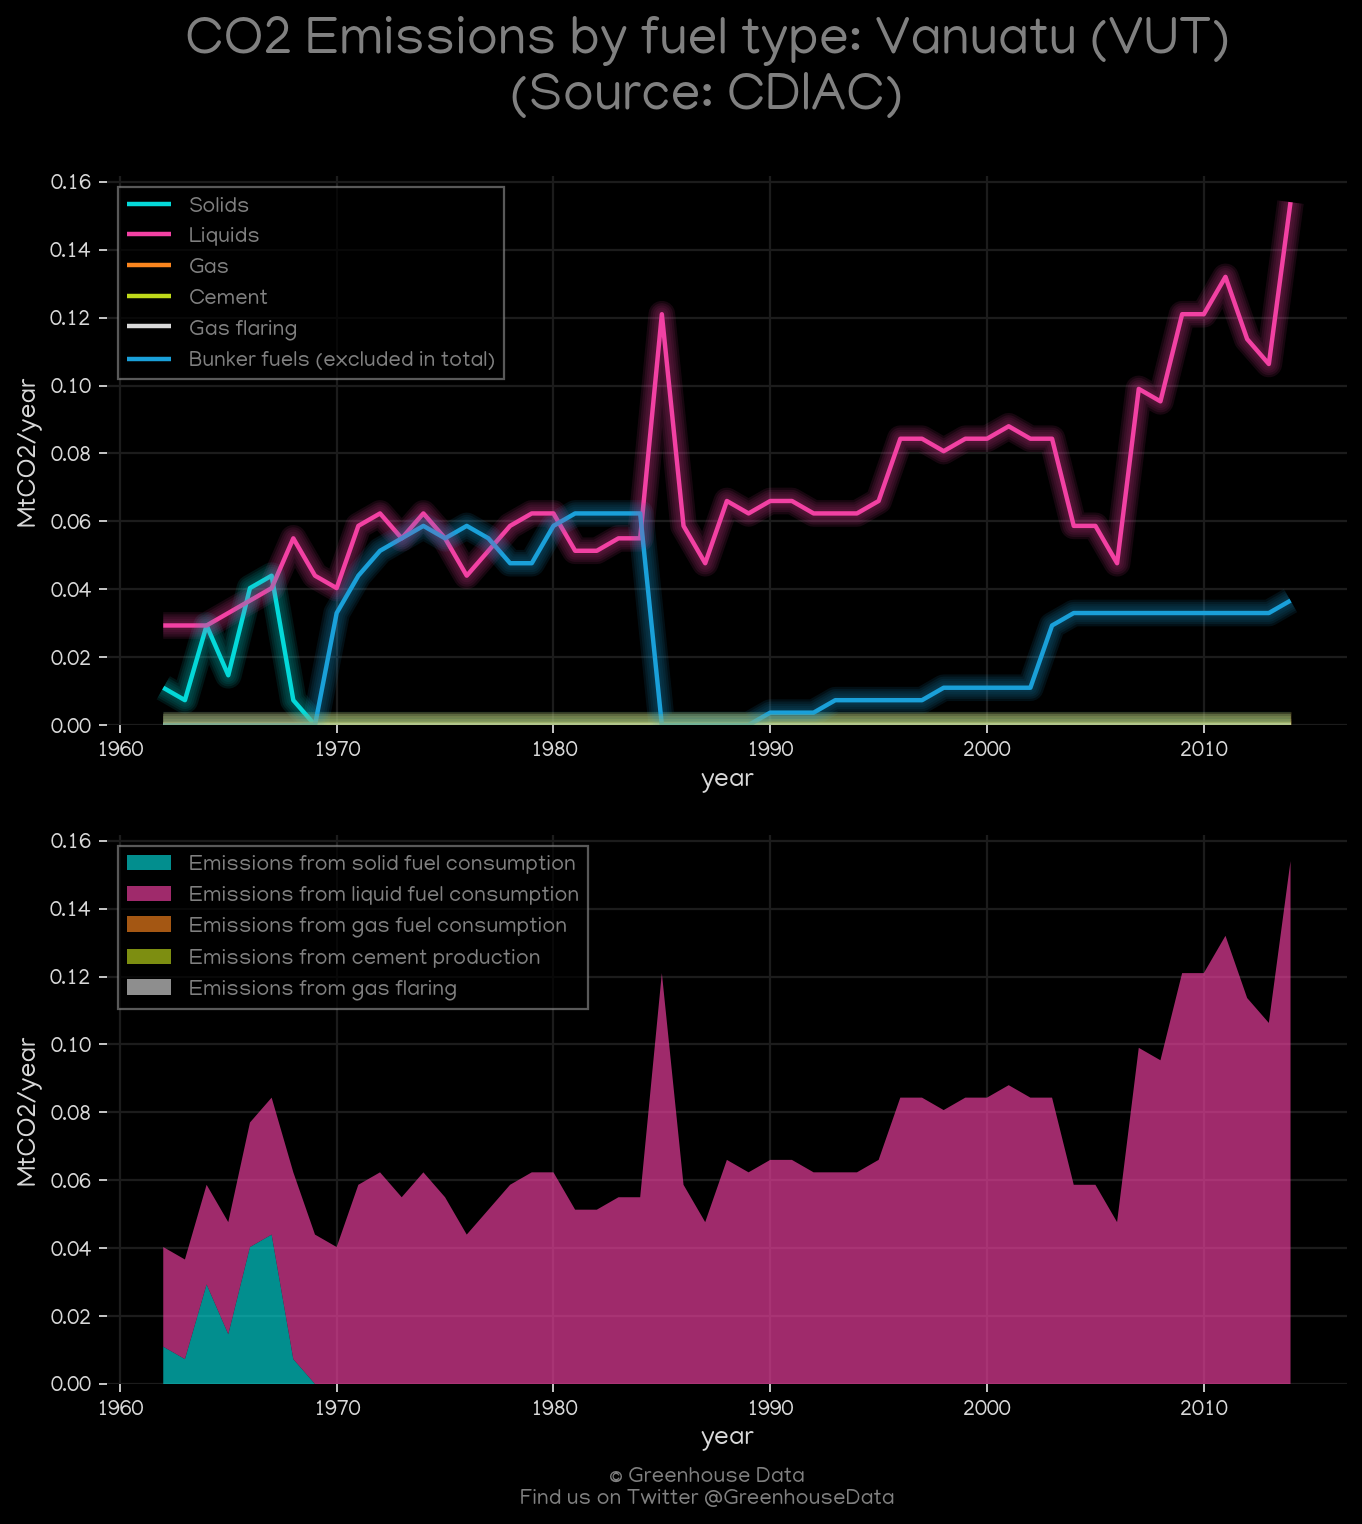 CO2 Emissions by fuel type: Vanuatu (VUT)
(Source: CDIAC)
0.16
0.14
0.12
0.10
0.08
0.06
0.04
0.02
0.00
MtCO2/year
Solids
Liquids
Gas
Cement
Gas flaring
Bunker fuels (excluded in total)
1960 1970 1980 1990 2000 2010
year
0.16
0.14
0.12
0.10
0.08
0.06
0.04
0.02
0.00
MtCO2/year
Emissions from solid fuel consumption
Emissions from liquid fuel consumption
Emissions from gas fuel consumption
Emissions from cement production
Emissions from gas flaring
1960 1970 1980 1990 2000 2010
year
© Greenhouse Data
Find us on Twitter @GreenhouseData